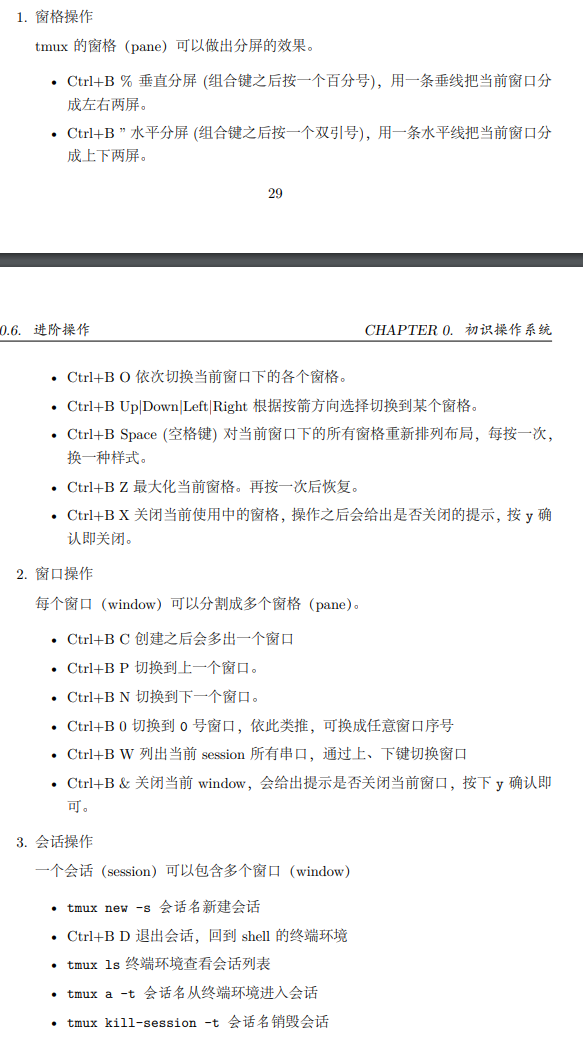 1. 窗格操作
tmux 的窗格（pane）可以做出分屏的效果。
• Ctrl+B % 垂直分屏 (组合键之后按一个百分号)，用一条垂线把当前窗口分
成左右两屏。
• Ctrl+B ” 水平分屏 (组合键之后按一个双引号)，用一条水平线把当前窗口分
成上下两屏。
29
0.6. 进阶操作 CHAPTER 0. 初识操作系统
• Ctrl+B O 依次切换当前窗口下的各个窗格。
• Ctrl+B Up|Down|Left|Right 根据按箭方向选择切换到某个窗格。
• Ctrl+B Space (空格键) 对当前窗口下的所有窗格重新排列布局，每按一次，
换一种样式。
• Ctrl+B Z 最大化当前窗格。再按一次后恢复。
• Ctrl+B X 关闭当前使用中的窗格，操作之后会给出是否关闭的提示，按 y 确
认即关闭。
2. 窗口操作
每个窗口（window）可以分割成多个窗格（pane）。
• Ctrl+B C 创建之后会多出一个窗口
• Ctrl+B P 切换到上一个窗口。
• Ctrl+B N 切换到下一个窗口。
• Ctrl+B 0 切换到 0 号窗口，依此类推，可换成任意窗口序号
• Ctrl+B W 列出当前 session 所有串口，通过上、下键切换窗口
• Ctrl+B & 关闭当前 window，会给出提示是否关闭当前窗口，按下 y 确认即
可。
3. 会话操作
一个会话（session）可以包含多个窗口（window）
• tmux new -s 会话名新建会话
• Ctrl+B D 退出会话，回到 shell 的终端环境
• tmux ls 终端环境查看会话列表
• tmux a -t 会话名从终端环境进入会话
• tmux kill-session -t 会话名销毁会话